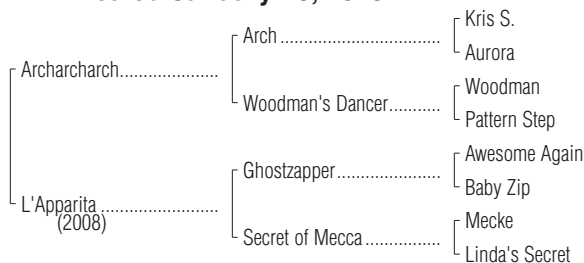 Kris S.
Arch
Aurora
Archarcharch
Woodman
Woodman's Dancer
Pattern Step
Awesome Again
Ghostzapper
Baby Zip
L'Apparita
(2008)
Mecke
Secret of Mecca
Linda's Secret